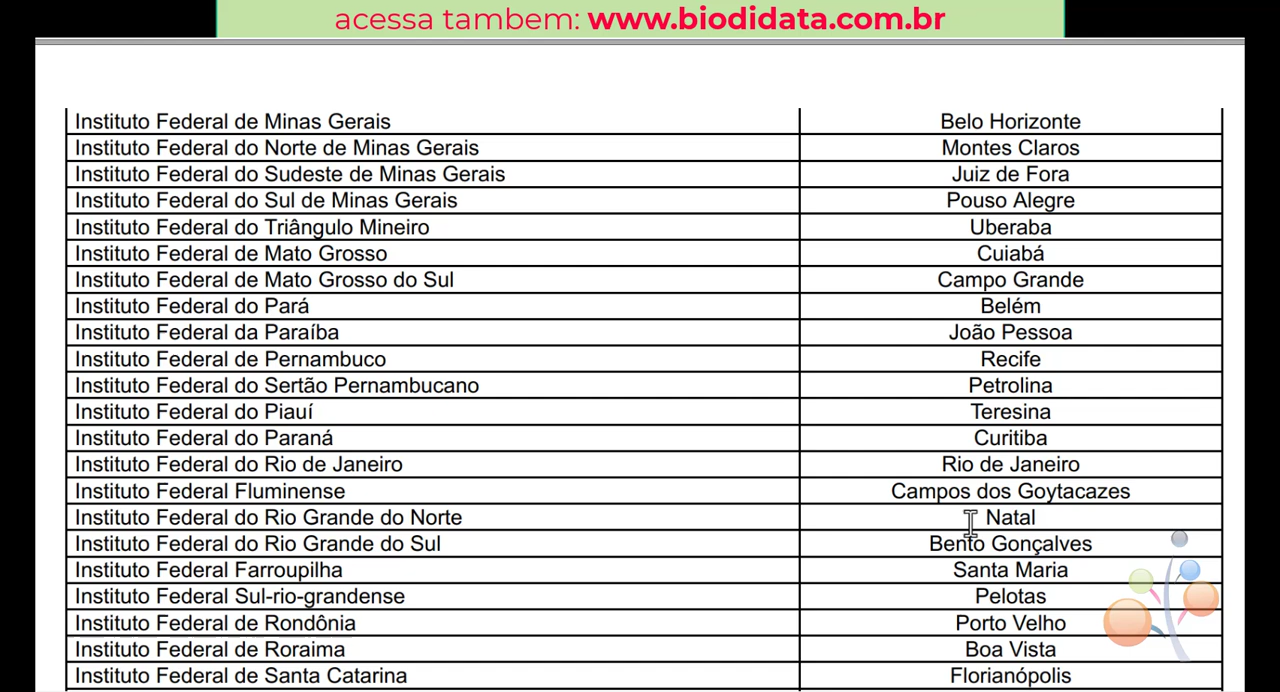 acessa tambem: www.biodidata.com.br
Instituto Federal de Minas Gerais Belo Horizonte
Instituto Federal do Norte de Minas Gerais Montes Claros
Instituto Federal do Sudeste de Minas Gerais Juiz de Fora
Instituto Federal do Sul de Minas Gerais Pouso Alegre
Instituto Federal do Triângulo Mineiro Uberaba
Instituto Federal de Mato Grosso Cuiabá
Instituto Federal de Mato Grosso do Sul Campo Grande
Instituto Federal do Pará Belém
Instituto Federal da Paraíba João Pessoa
Instituto Federal de Pernambuco Recife
Instituto Federal do Sertão Pernambucano Petrolina
Instituto Federal do Piauí Teresina
Instituto Federal do Paraná Curitiba
Instituto Federal do Rio de Janeiro Rio de Janeiro
Instituto Federal Fluminense Campos dos Goytacazes
Instituto Federal do Rio Grande do Norte Natal
Instituto Federal do Rio Grande do Sul Bento Gonçalves
Instituto Federal Farroupilha Santa Maria
Instituto Federal Sul-rio-grandense Pelotas
Instituto Federal de Rondônia Porto Velho
Instituto Federal de Roraima Boa Vista
Instituto Federal de Santa Catarina Florianópolis